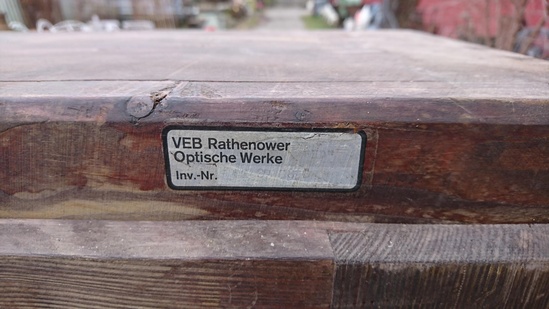 VEB Rathenower
Optische Werke
Inv.-Nr.